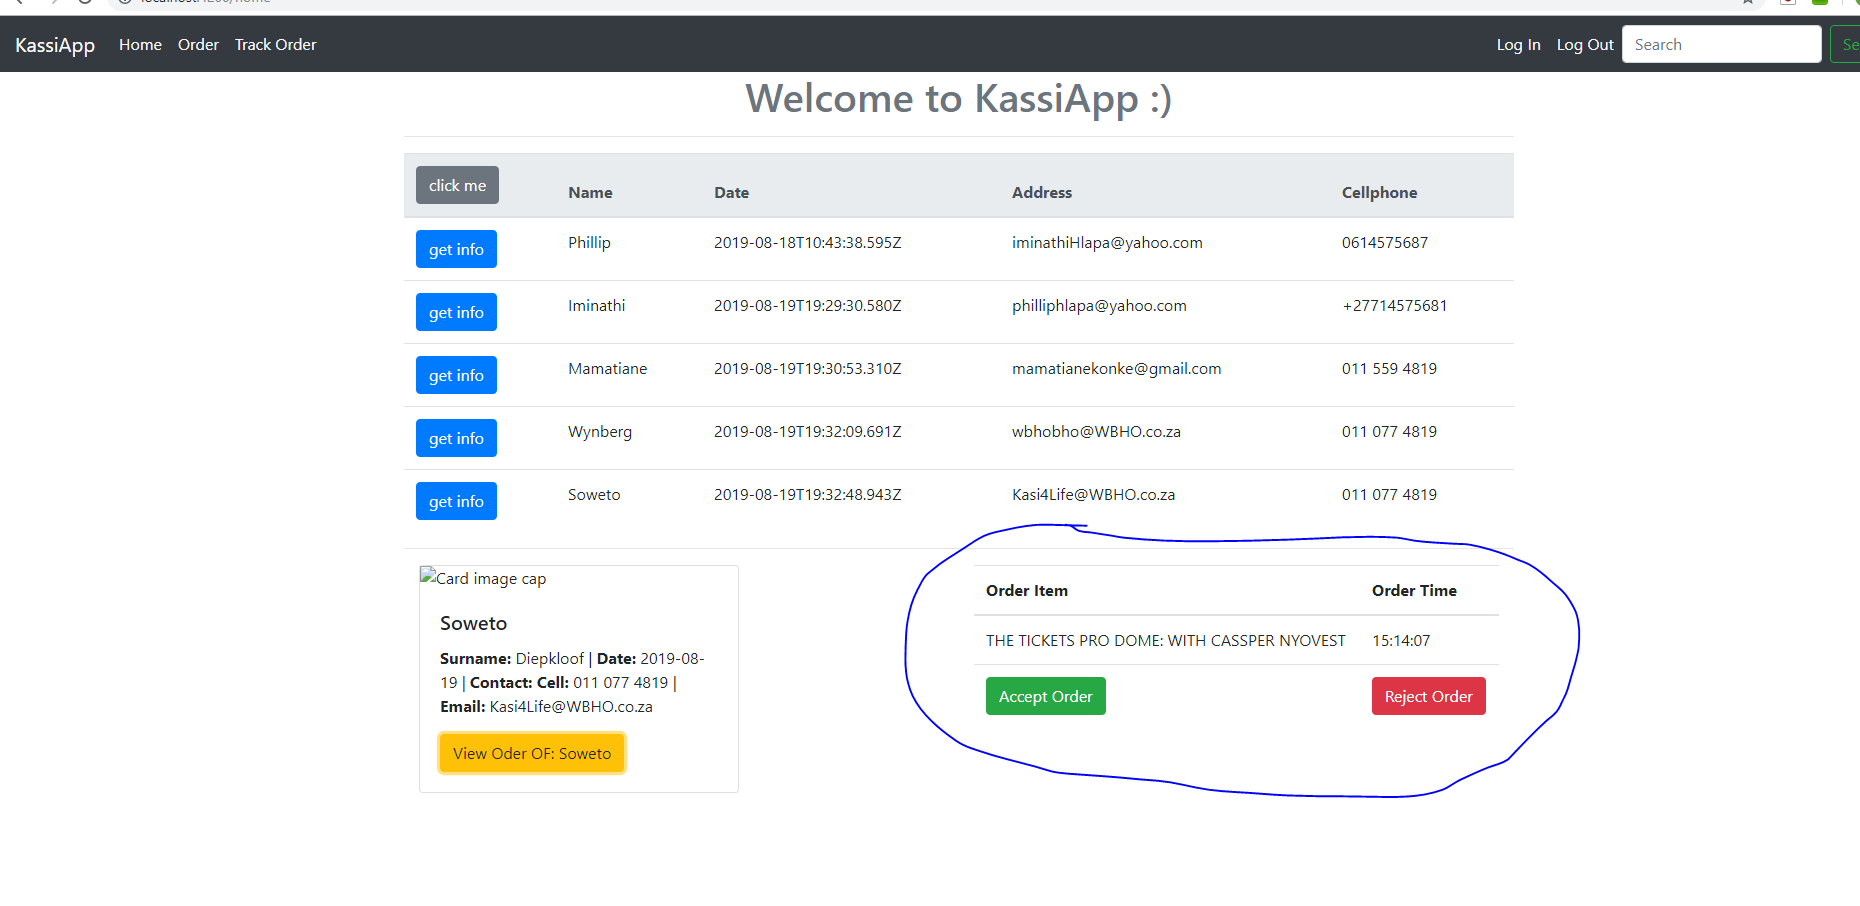 KassiApp Home Order Track Order Log In Log Out Search
Welcome to KassiApp :)
click me Name Date Address Cellphone
get info Phillip 2019-08-18T10:43:38.595Z iminathiHlapa@yahoo.com 0614575687
get info Iminathi 2019-08-19T19:29:30.580Z philliphlapa@yahoo.com +27714575681
get info Mamatiane 2019-08-19T19:30:53.310Z mamatianekonke@gmail.com 011 559 4819
get info Wynberg 2019-08-19T19:32:09.691Z wbhobho@WBHO.co.za 011 077 4819
get info Soweto 2019-08-19T19:32:48.943Z Kasi4Life@WBHO.co.za 011 077 4819
Card image cap
Soweto
Surname: Diepkloof | Date: 2019-08-
19 | Contact: Cell: 011 077 4819 |
Email: Kasi4Life@WBHO.co.za
View Oder OF: Soweto
Order Item Order Time
THE TICKETS PRO DOME: WITH CASSPER NYOVEST 15:14:07
Accept Order Reject Order